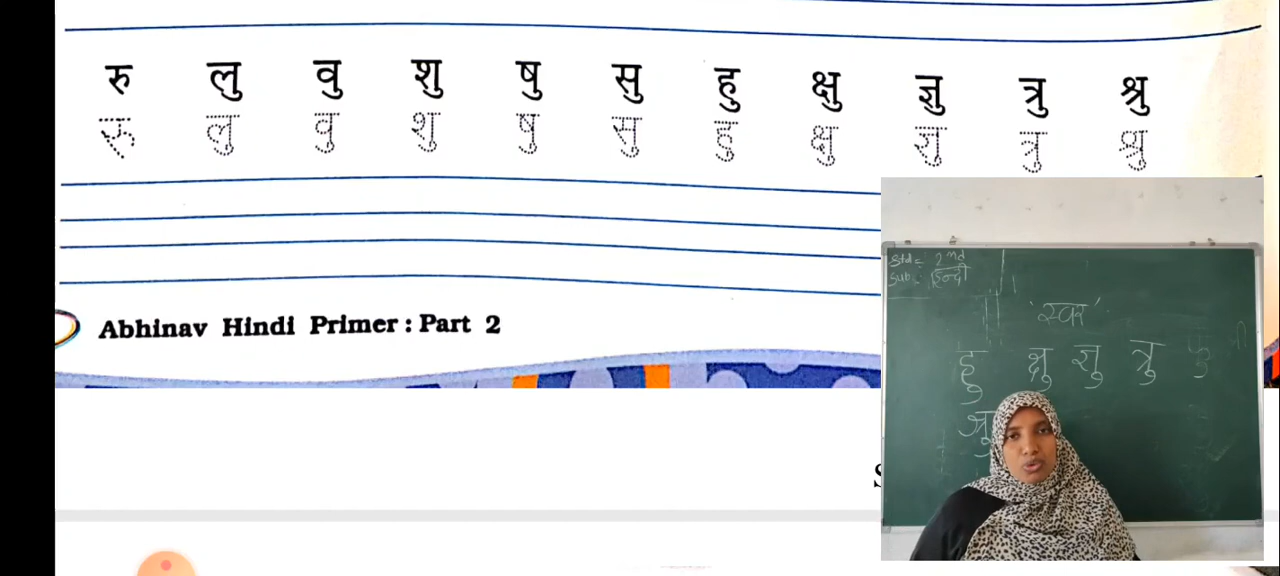 रु लु वु शु षु सु हु क्षु ज्ञु त्रु श्रु
रु लु वु शु षु सु हु क्षु ज्ञु त्रु श्रु
Abhinav Hindi Primer : Part 2
Std = 2nd
Sub : हिन्दी
'स्वर'
हु क्षु ज्ञु त्रु
श्रु